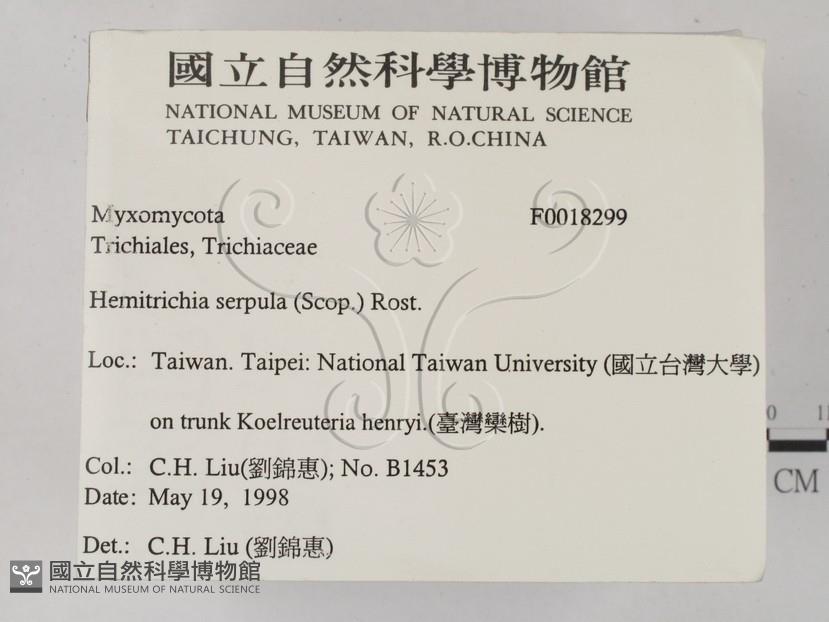 國立自然科學博物館
NATIONAL MUSEUM OF NATURAL SCIENCE
TAICHUNG, TAIWAN, R.O.CHINA
Myxomycota F0018299
Trichiales, Trichiaceae
Hemitrichia serpula (Scop.) Rost.
Loc.: Taiwan. Taipei: National Taiwan University (國立台灣大學)
on trunk Koelreuteria henryi.(臺灣欒樹).
Col.: C.H. Liu(劉錦惠); No. B1453
Date: May 19, 1998
Det.: C.H. Liu (劉錦惠)
0 1
CM
國立自然科學博物館
NATIONAL MUSEUM OF NATURAL SCIENCE